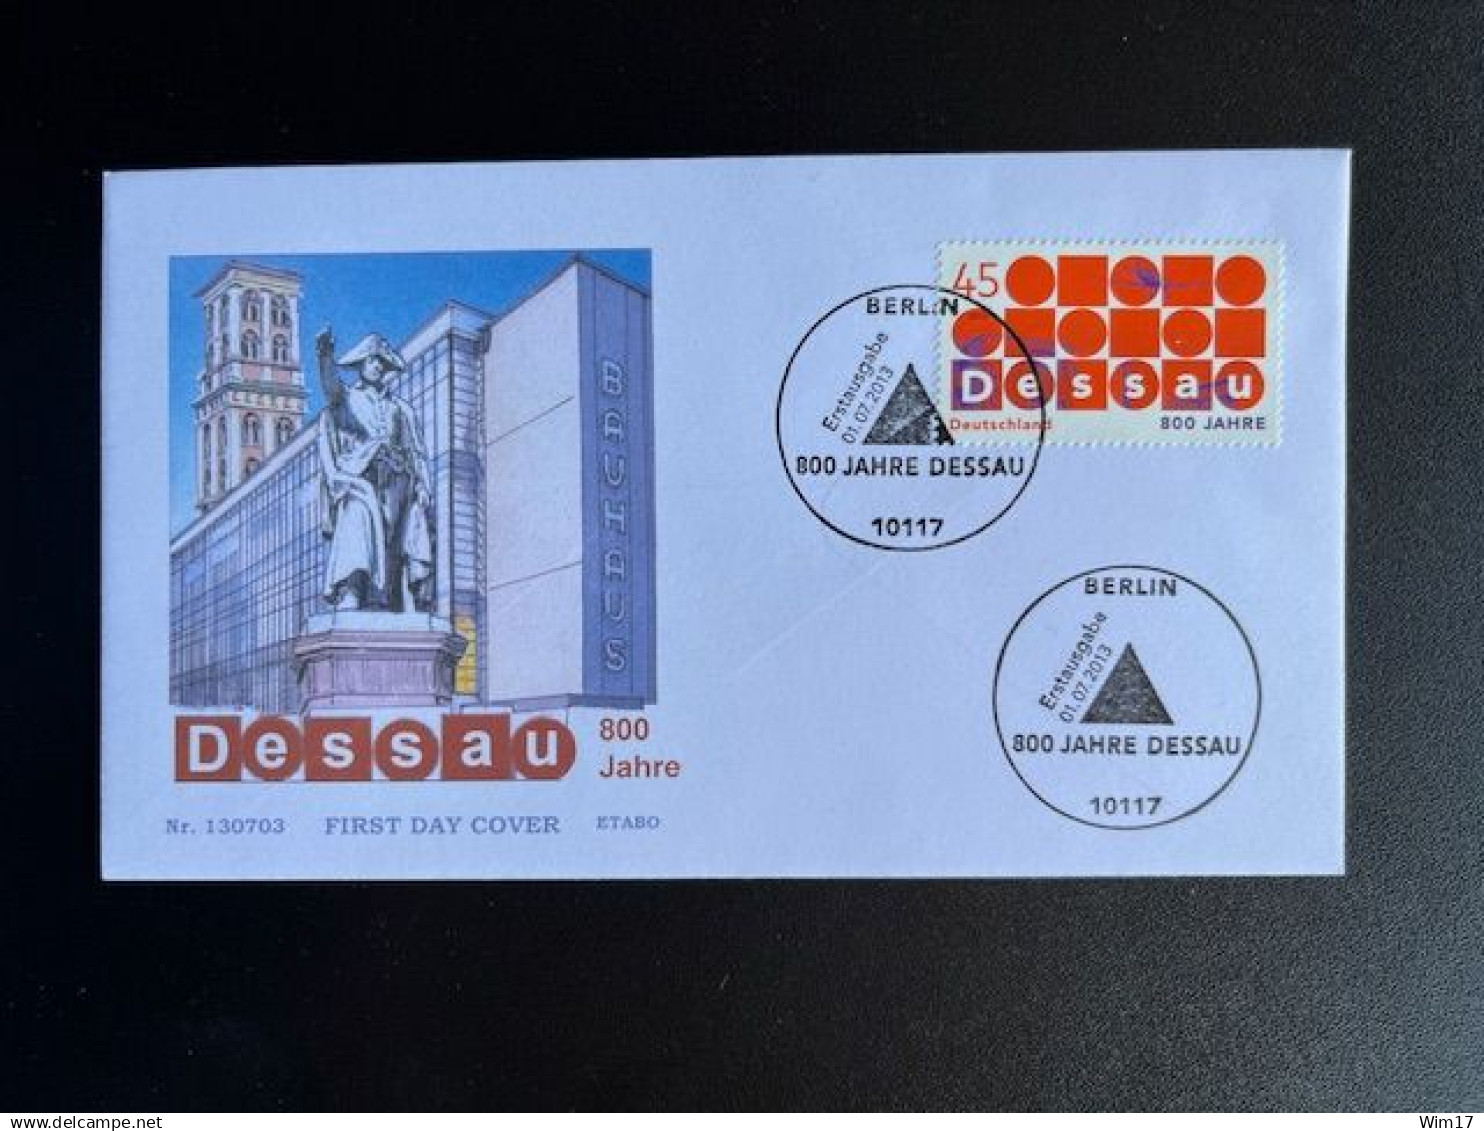 BAUHAUS
Dessau
800
Jahre
Nr. 130703 FIRST DAY COVER ETABO
45
Dessau
Deutschland 800 JAHRE
BERLIN
Erstausgabe
01.07.2013
800 JAHRE DESSAU
10117
BERLIN
Erstausgabe
01.07.2013
800 JAHRE DESSAU
10117
delcampe.net
Wim17